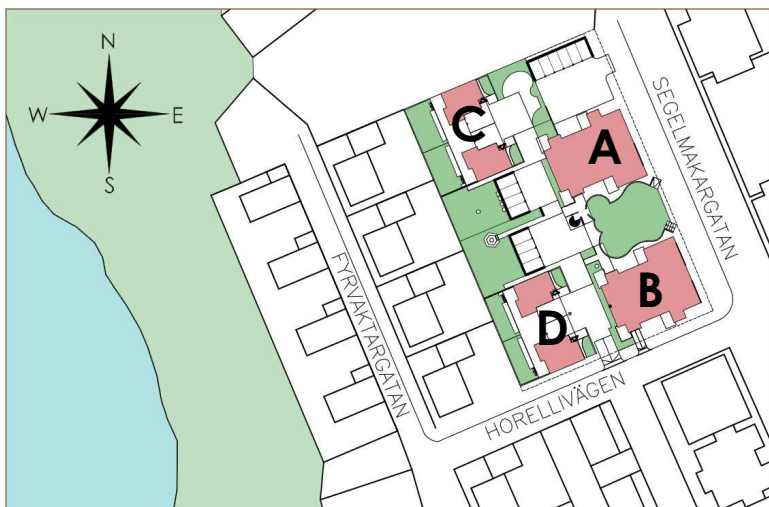 N
W E
S
C
A
SEGELMAKARGATAN
B
D
FYRVAKTARGATAN
HORELLIVÄGEN